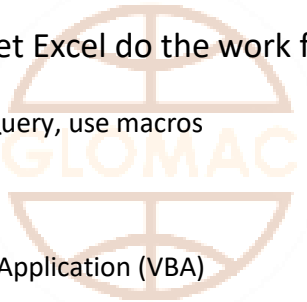 et Excel do the work f
uery, use macros
GLOMAC
Application (VBA)